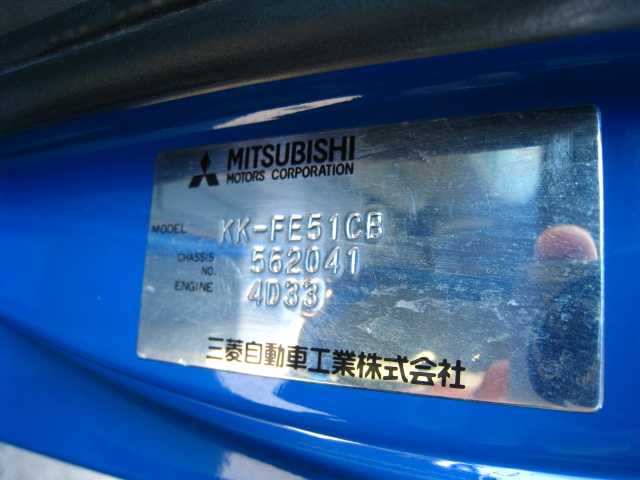 MITSUBISHI
MOTORS CORPORATION
MODEL KK-FE51CB
CHASSIS NO. 562041
ENGINE 4D33
三菱自動車工業株式会社